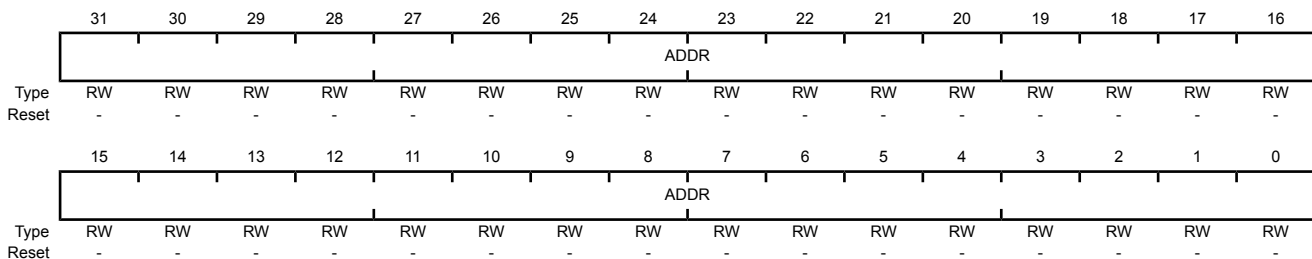 31 30 29 28 27 26 25 24 23 22 21 20 19 18 17 16
ADDR
Type RW RW RW RW RW RW RW RW RW RW RW RW RW RW RW RW
Reset - - - - - - - - - - - - - - - -
15 14 13 12 11 10 9 8 7 6 5 4 3 2 1 0
ADDR
Type RW RW RW RW RW RW RW RW RW RW RW RW RW RW RW RW
Reset - - - - - - - - - - - - - - - -